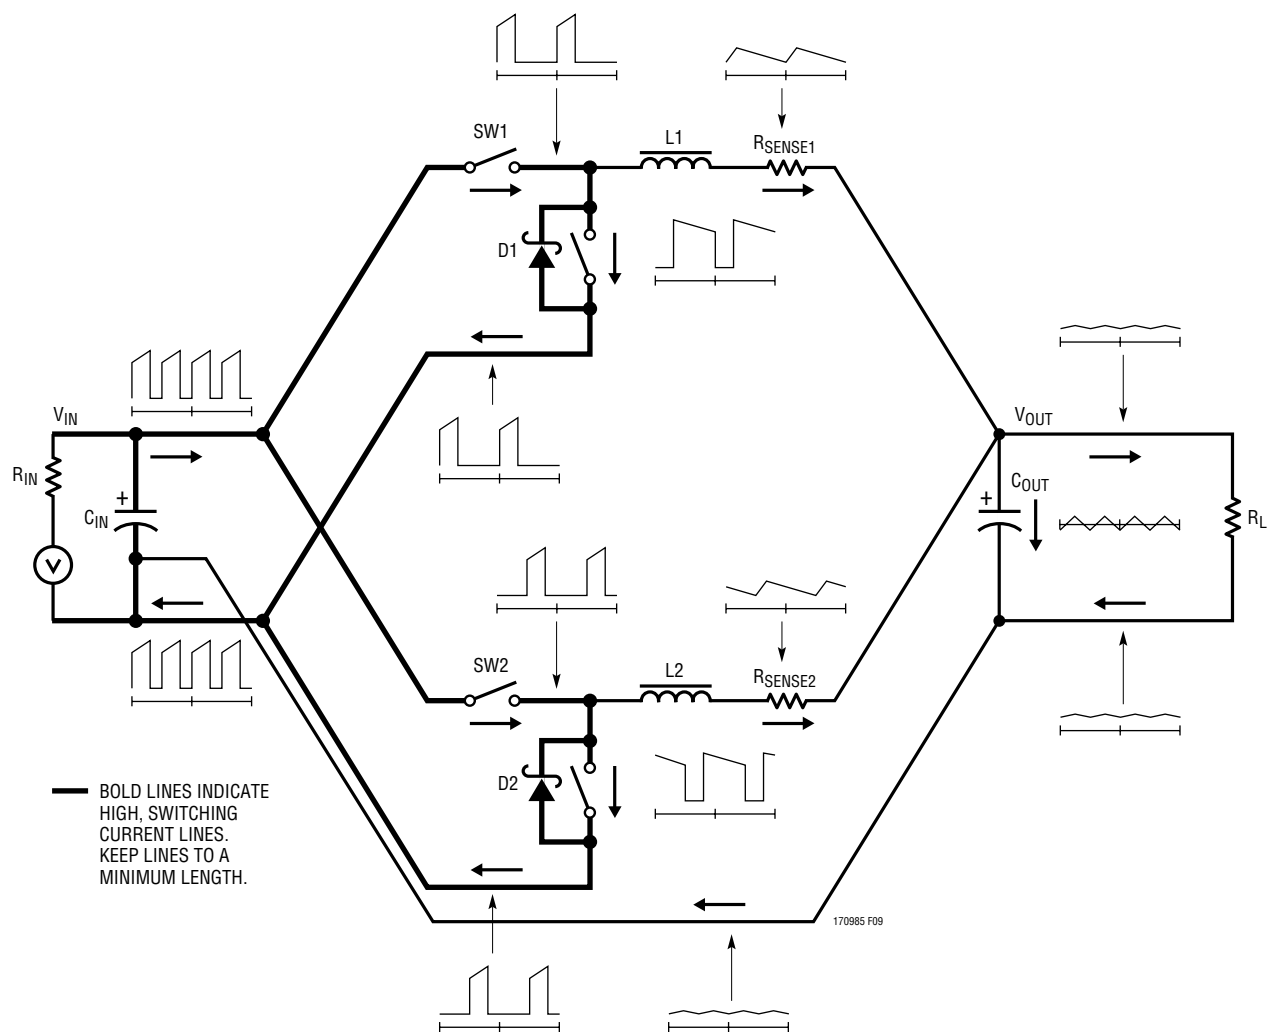 SW1
L1
RSENSE1
D1
VIN
RIN
+
CIN
V
VOUT
COUT
+
RL
SW2
L2
RSENSE2
D2
BOLD LINES INDICATE
HIGH, SWITCHING
CURRENT LINES.
KEEP LINES TO A
MINIMUM LENGTH.
170985 F09